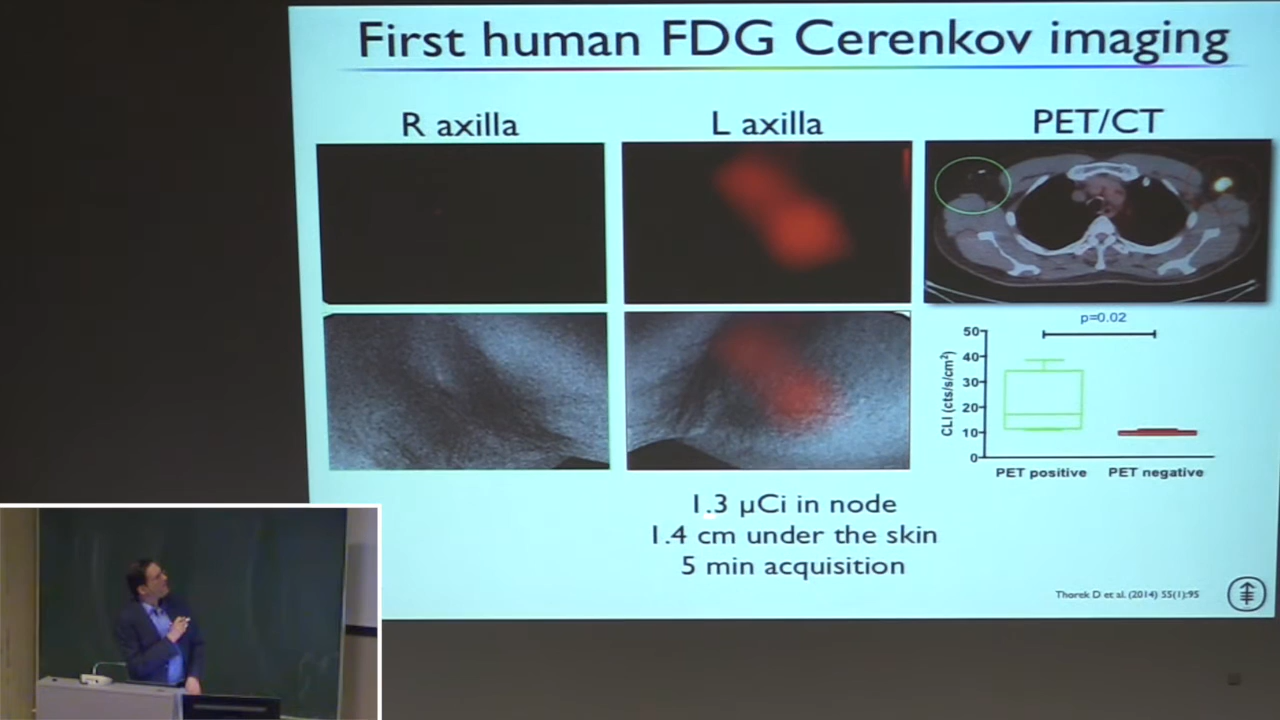 First human FDG Cerenkov imaging
R axilla
L axilla
PET/CT
p=0.02
CLI (cts/s/cm²)
50
40
30
20
10
0
PET positive
PET negative
1.3 µCi in node
1.4 cm under the skin
5 min acquisition
Thorek D et al. (2014) 55(1):95